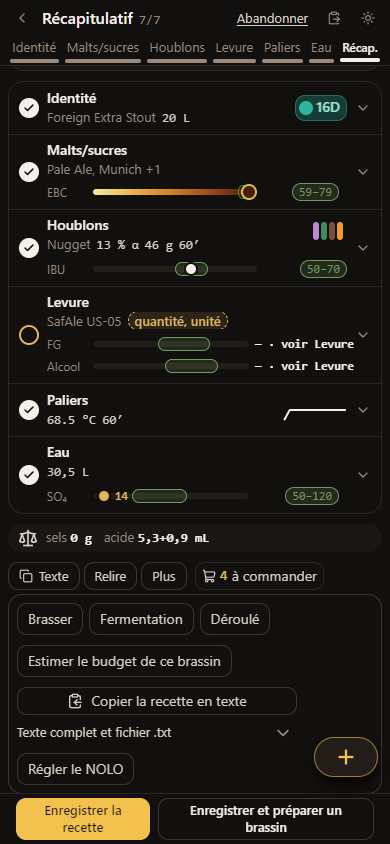 Récapitulatif 7/7 Abandonner
Identité Malts/sucres Houblons Levure Paliers Eau Récap.
Identité
Foreign Extra Stout 20 L
16D
Malts/sucres
Pale Ale, Munich +1
EBC 59–79
Houblons
Nugget 13 % α 46 g 60′
IBU 50–70
Levure
SafAle US-05 quantité, unité
FG — · voir Levure
Alcool — · voir Levure
Paliers
68.5 °C 60′
Eau
30,5 L
SO₄ 14 50–120
sels 0 g acide 5,3+0,9 mL
Texte Relire Plus 4 à commander
Brasser Fermentation Déroulé
Estimer le budget de ce brassin
Copier la recette en texte
Texte complet et fichier .txt
Régler le NOLO
Enregistrer la
recette
Enregistrer et préparer un
brassin